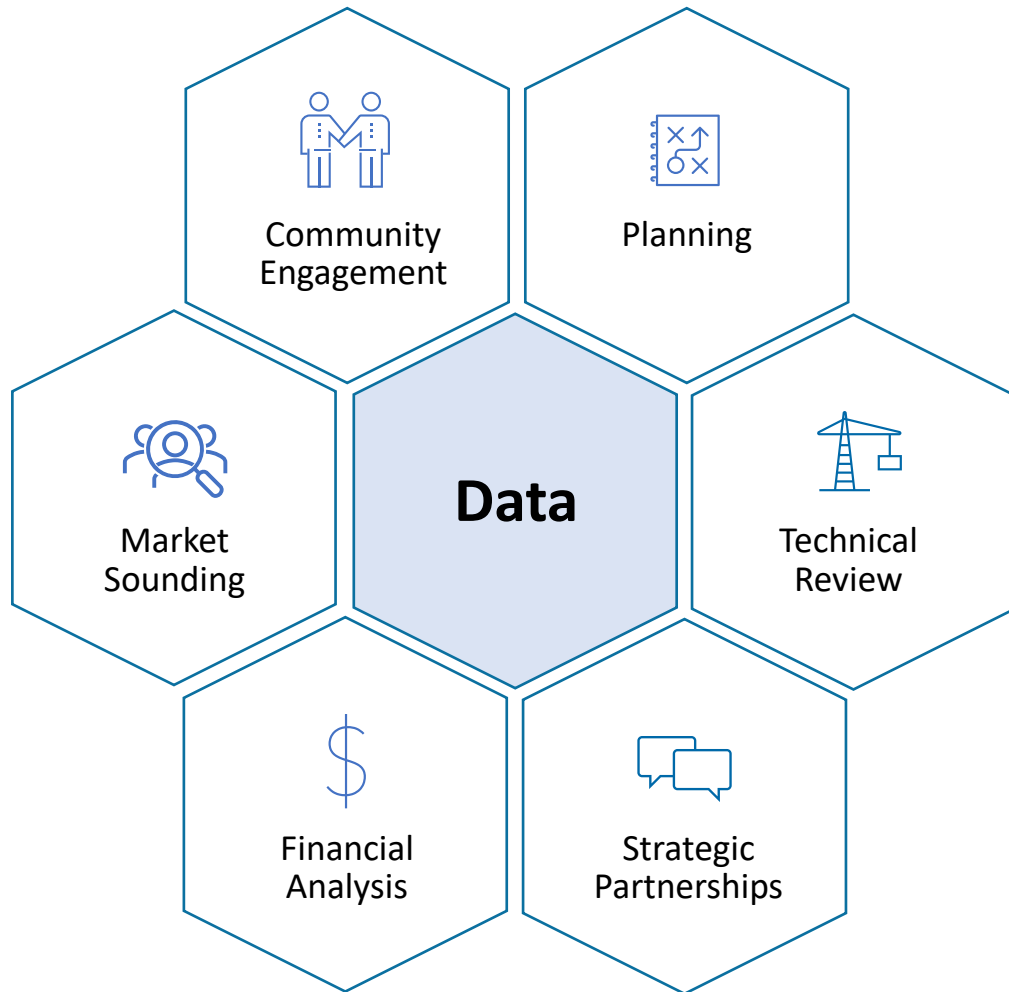 Community
Engagement
Planning
Market
Sounding
Data
Technical
Review
Financial
Analysis
Strategic
Partnerships